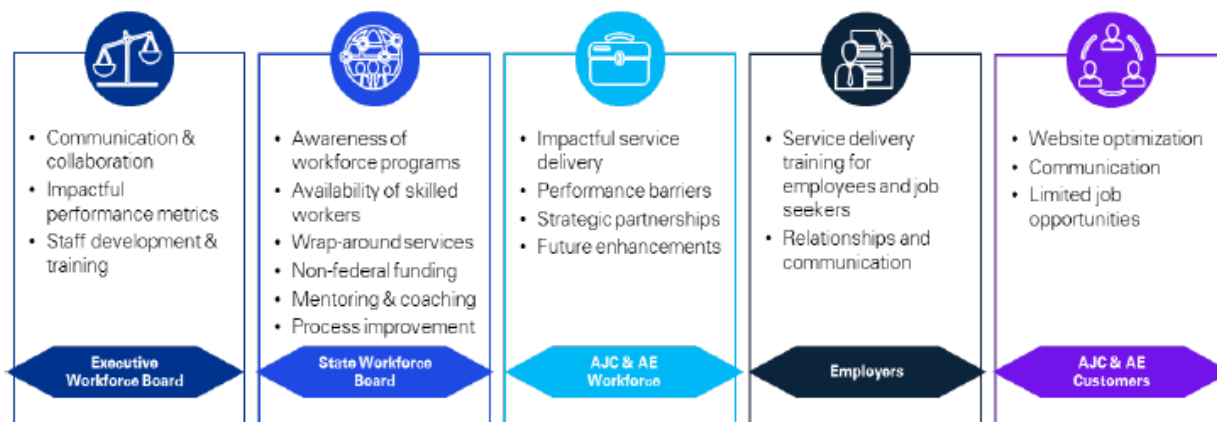 • Communication &
collaboration
• Impactful
performance metrics
• Staff development &
training
Executive
Workforce Board
• Awareness of
workforce programs
• Availability of skilled
workers
• Wrap-around services
• Non-federal funding
• Mentoring & coaching
• Process improvement
State Workforce
Board
• Impactful service
delivery
• Performance barriers
• Strategic partnerships
• Future enhancements
AJC & AE
Workforce
• Service delivery
training for
employees and job
seekers
• Relationships and
communication
Employers
• Website optimization
• Communication
• Limited job
opportunities
AJC & AE
Customers